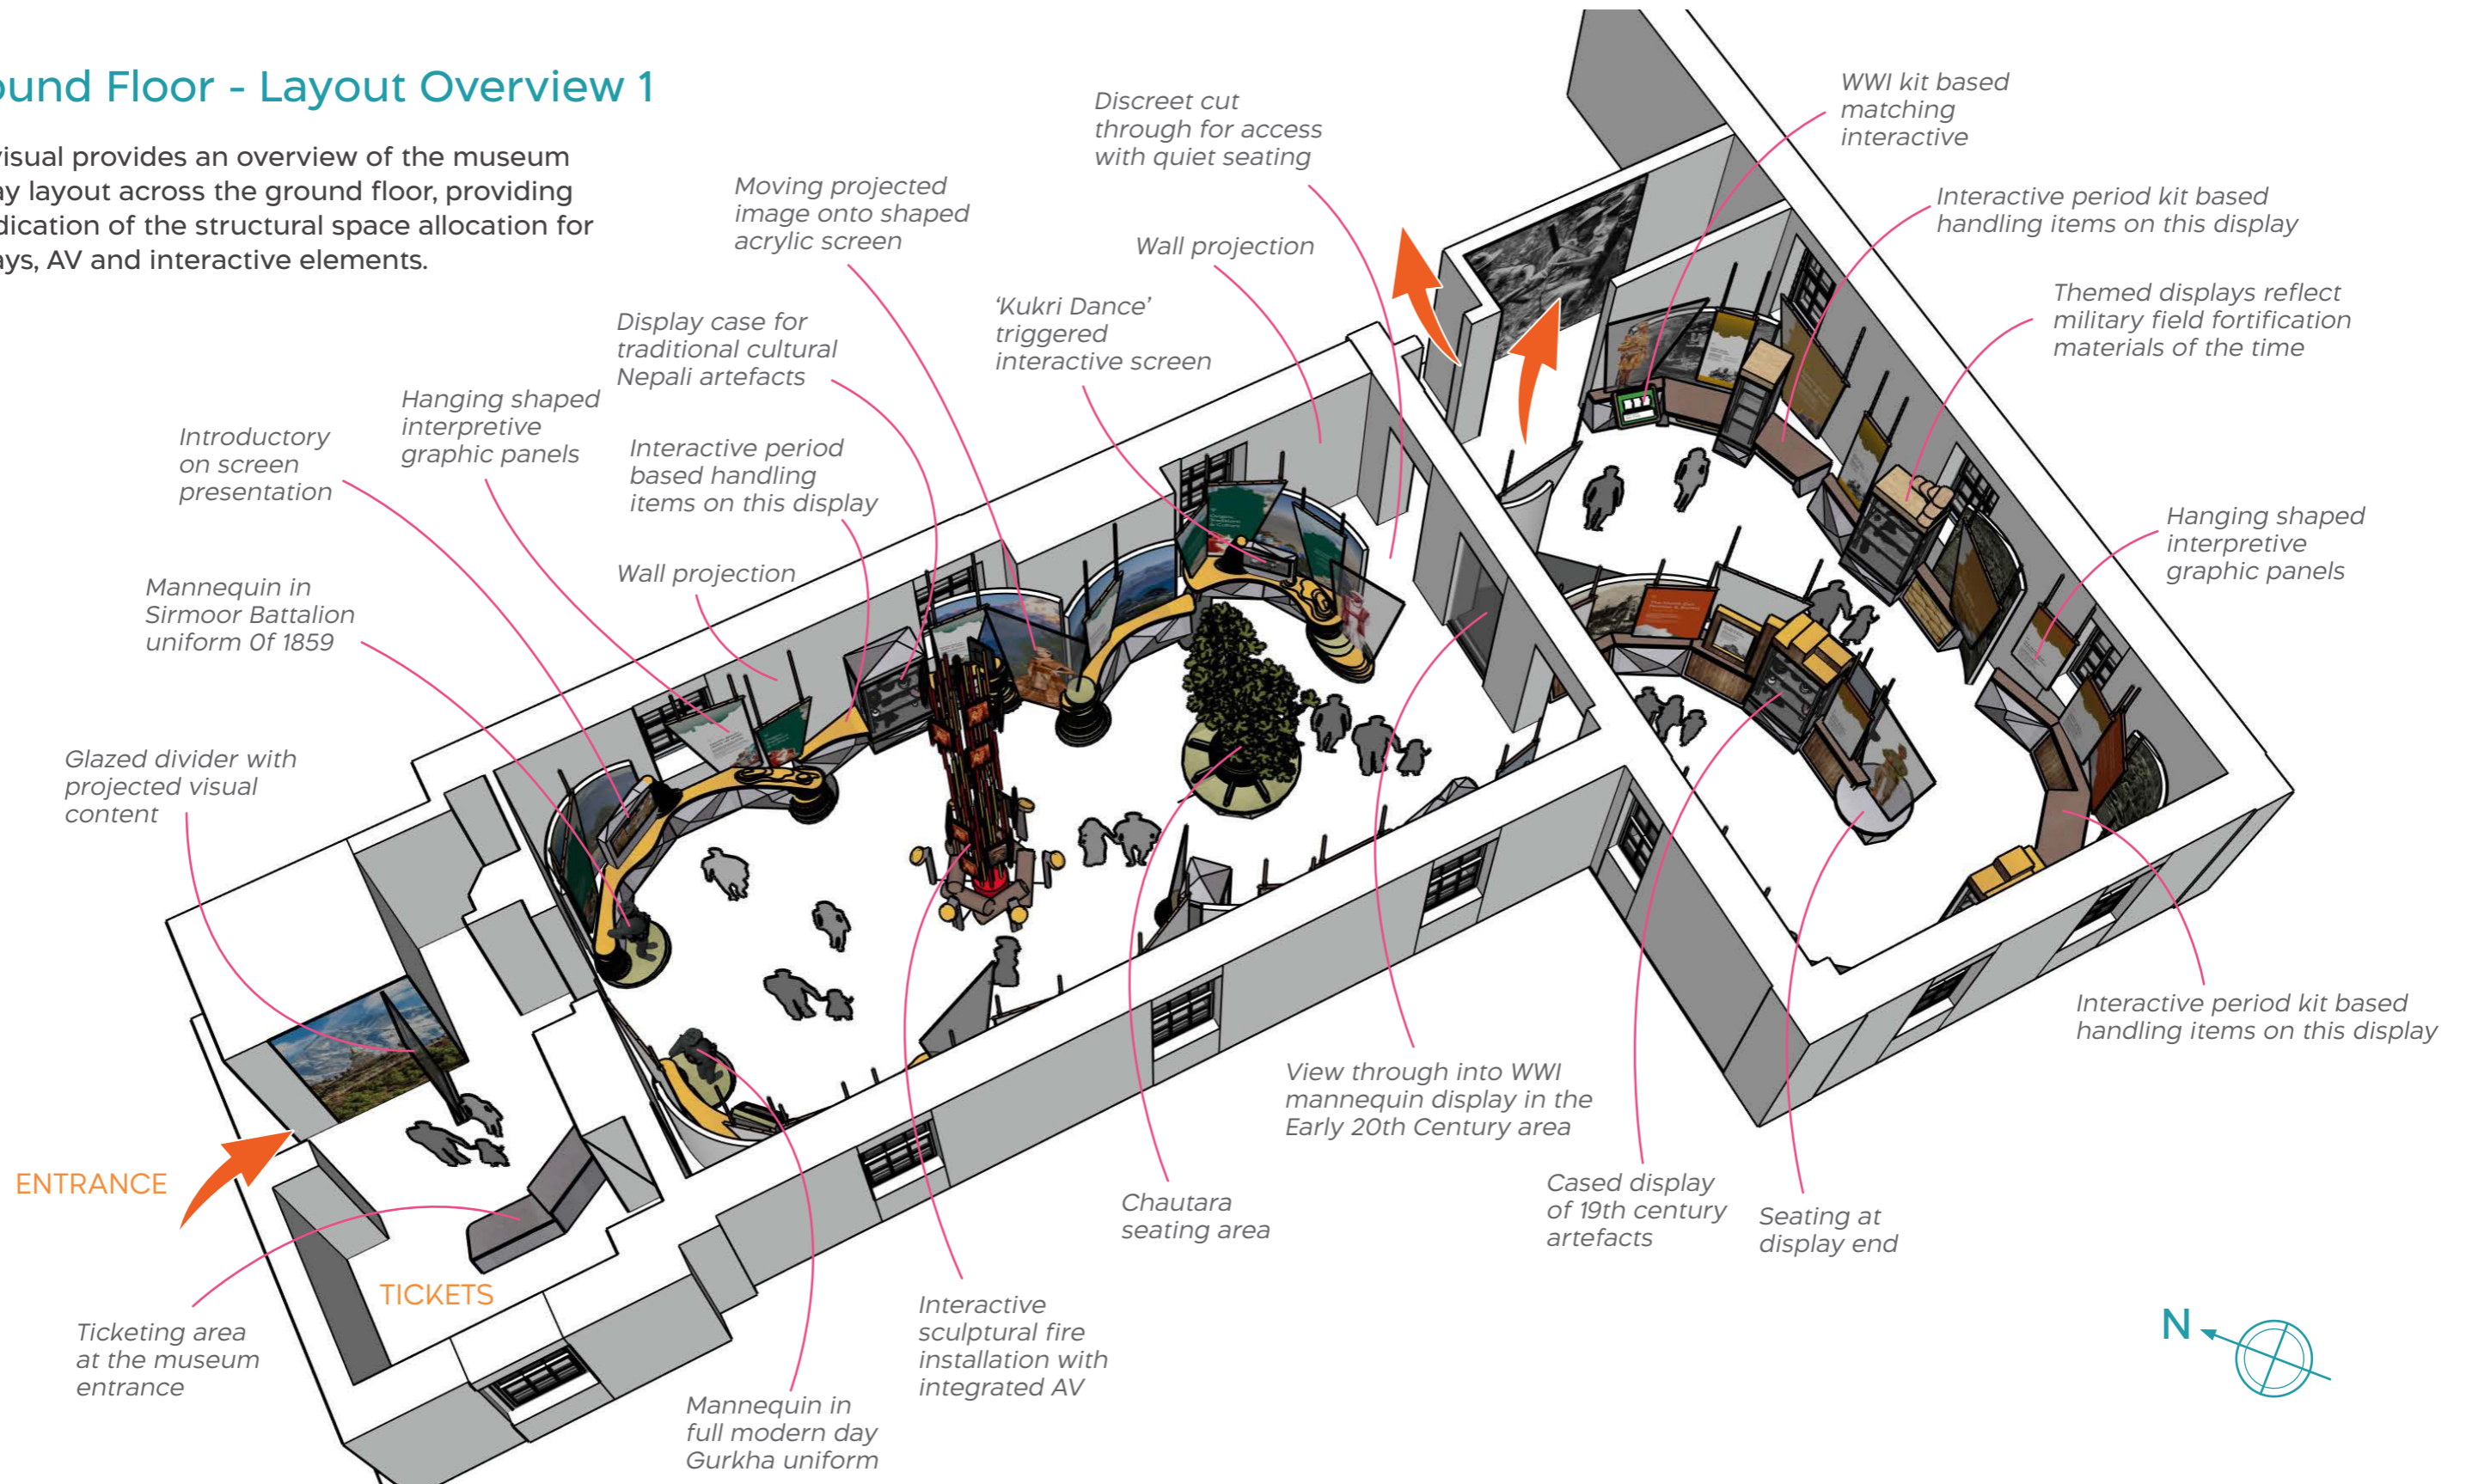 ound Floor - Layout Overview 1
visual provides an overview of the museum
ay layout across the ground floor, providing
dication of the structural space allocation for
ays, AV and interactive elements.
Discreet cut
through for access
with quiet seating
WWI kit based
matching
interactive
Moving projected
image onto shaped
acrylic screen
Interactive period kit based
handling items on this display
Wall projection
Themed displays reflect
military field fortification
materials of the time
'Kukri Dance'
triggered
interactive screen
Display case for
traditional cultural
Nepali artefacts
Hanging shaped
interpretive
graphic panels
Introductory
on screen
presentation
Interactive period
based handling
items on this display
Hanging shaped
interpretive
graphic panels
Wall projection
Mannequin in
Sirmoor Battalion
uniform 0f 1859
Glazed divider with
projected visual
content
Interactive period kit based
handling items on this display
View through into WWI
mannequin display in the
Early 20th Century area
ENTRANCE
Cased display
of 19th century
artefacts
Chautara
seating area
Seating at
display end
TICKETS
Interactive
sculptural fire
installation with
integrated AV
Ticketing area
at the museum
entrance
Mannequin in
full modern day
Gurkha uniform
N